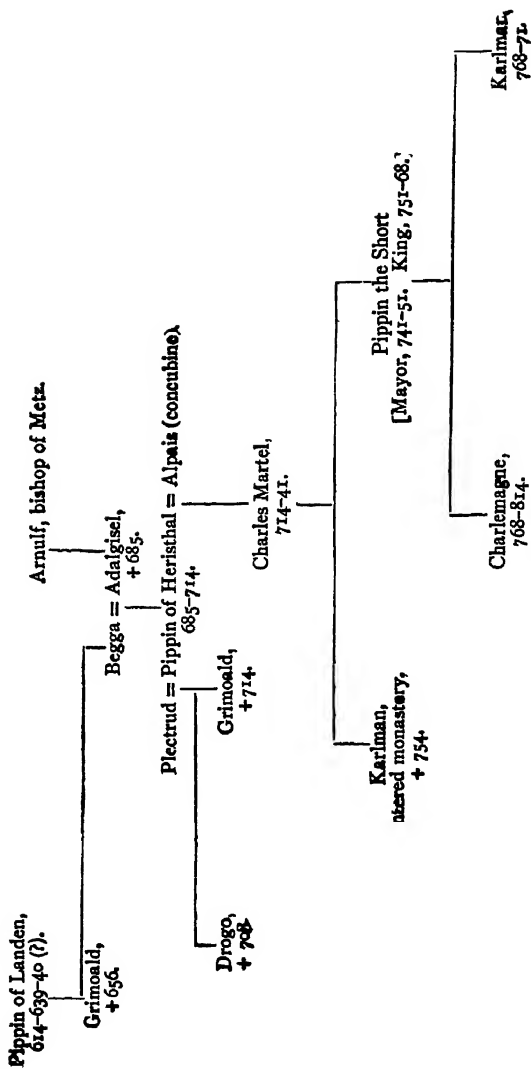 Pippin of Landen,
614-639-40 (?).
Arnulf, bishop of Metz.
Grimoald,
+656.
Begga = Adalgisel,
+685.
Plectrud = Pippin of Heristhal = Alpais (concubine).
685-714.
Drogo,
+ 708
Grimoald,
+714.
Charles Martel,
714-41.
Karlman,
ntered monastery,
+ 754.
Pippin the Short
[Mayor, 741-51. King, 751-68.]
Charlemagne,
768-814.
Karlman,
768-71.